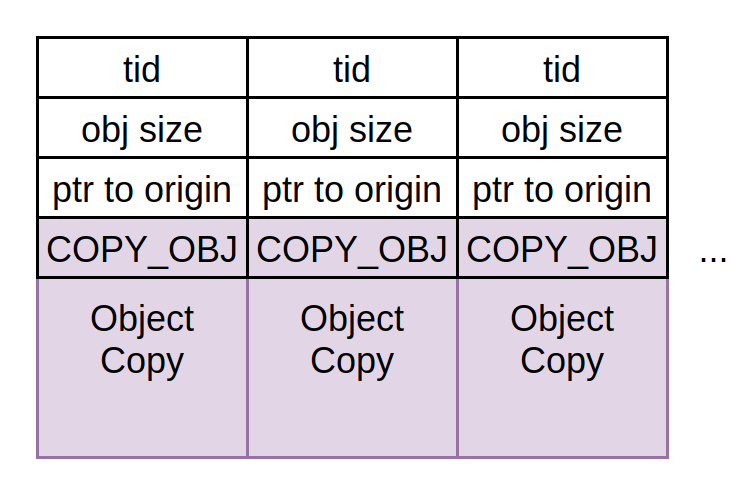 tid tid tid
obj size obj size obj size
ptr to origin ptr to origin ptr to origin
COPY_OBJ COPY_OBJ COPY_OBJ ...
Object Object Object
Copy Copy Copy